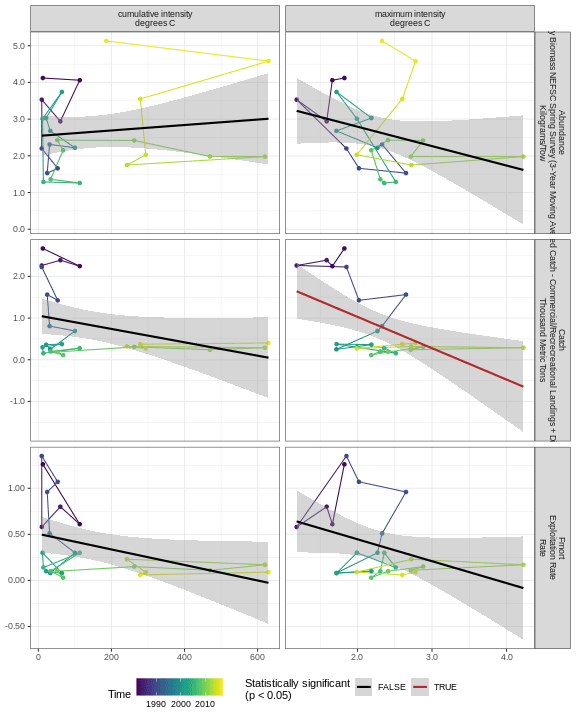 cumulative intensity
degrees C
maximum intensity
degrees C
5.0
4.0
3.0
2.0
1.0
0.0
Abundance
y Biomass NEFSC Spring Survey (3-Year Moving Ave
Kilograms/Tow
2.0
1.0
0.0
-1.0
Catch
ed Catch - Commercial/Recreational Landings + D
Thousand Metric Tons
1.00
0.50
0.00
-0.50
Fmort
Exploitation Rate
Rate
0 200 400 600
2.0 3.0 4.0
Time
1990 2000 2010
Statistically significant
(p < 0.05)
FALSE
TRUE